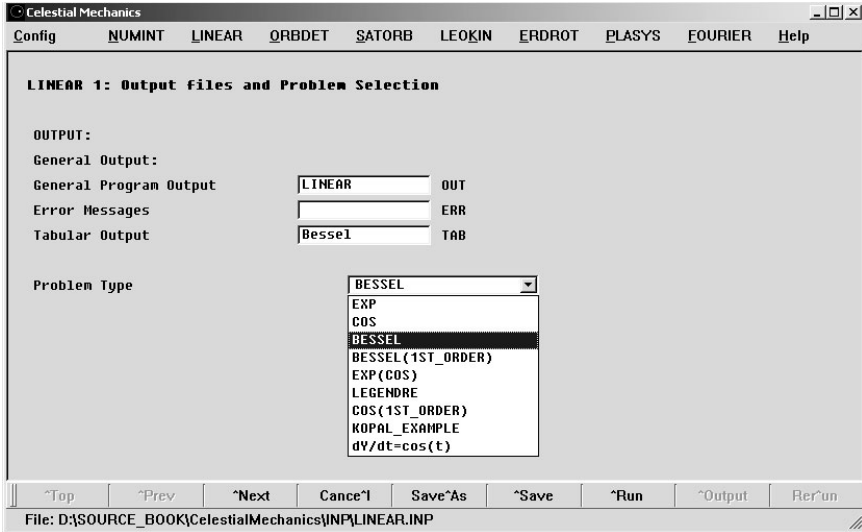 Celestial Mechanics
Config NUMINT LINEAR ORBDET SATORB LEOKIN ERDROT PLASYS FOURIER Help
LINEAR 1: Output files and Problem Selection
OUTPUT:
General Output:
General Program Output LINEAR OUT
Error Messages ERR
Tabular Output Bessel TAB
Problem Type BESSEL
EXP
COS
BESSEL
BESSEL(1ST_ORDER)
EXP(COS)
LEGENDRE
COS(1ST_ORDER)
KOPAL_EXAMPLE
dY/dt=cos(t)
^Top ^Prev ^Next Cance^l Save^As ^Save ^Run ^Output Rer^un
File: D:\SOURCE_BOOK\CelestialMechanics\INP\LINEAR.INP